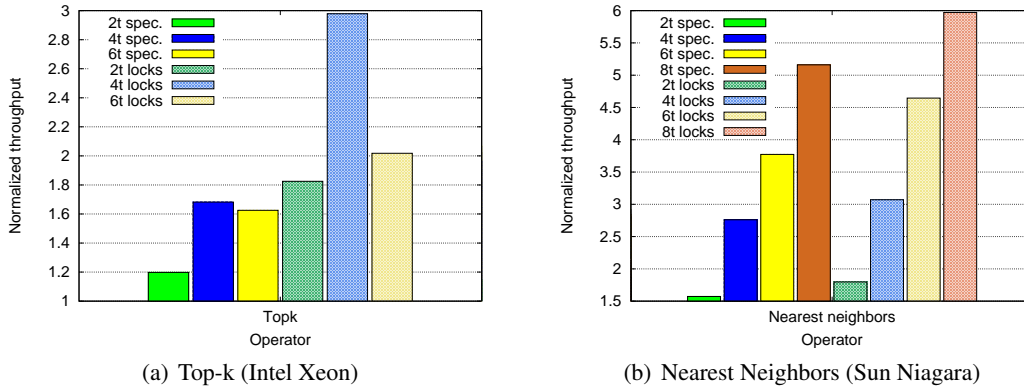 3
2.8
2.6
2.4
2.2
2
1.8
1.6
1.4
1.2
1
Normalized throughput
2t spec.
4t spec.
6t spec.
2t locks
4t locks
6t locks
Topk
Operator
(a) Top-k (Intel Xeon)
6
5.5
5
4.5
4
3.5
3
2.5
2
1.5
Normalized throughput
2t spec.
4t spec.
6t spec.
8t spec.
2t locks
4t locks
6t locks
8t locks
Nearest neighbors
Operator
(b) Nearest Neighbors (Sun Niagara)